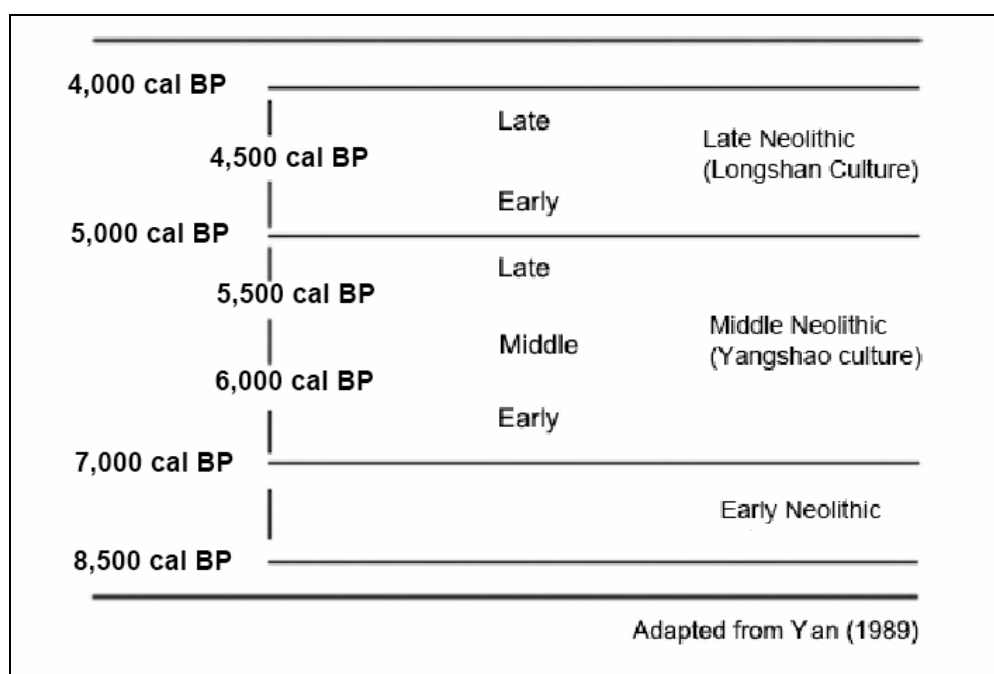 4,000 cal BP
Late
4,500 cal BP
Late Neolithic
(Longshan Culture)
Early
5,000 cal BP
Late
5,500 cal BP
Middle
Middle Neolithic
(Yangshao culture)
6,000 cal BP
Early
7,000 cal BP
Early Neolithic
8,500 cal BP
Adapted from Yan (1989)